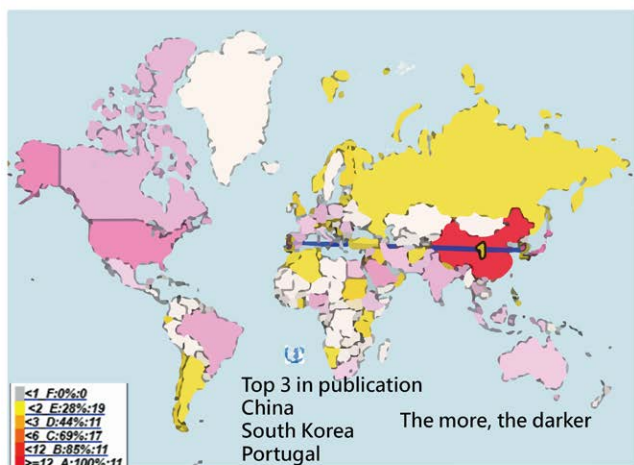 1
<1 F:0%:0
<2 E:28%:19
<3 D:44%:11
<6 C:69%:17
<12 B:85%:11
>=12 A:100%:11
Top 3 in publication
China
South Korea
Portugal
The more, the darker